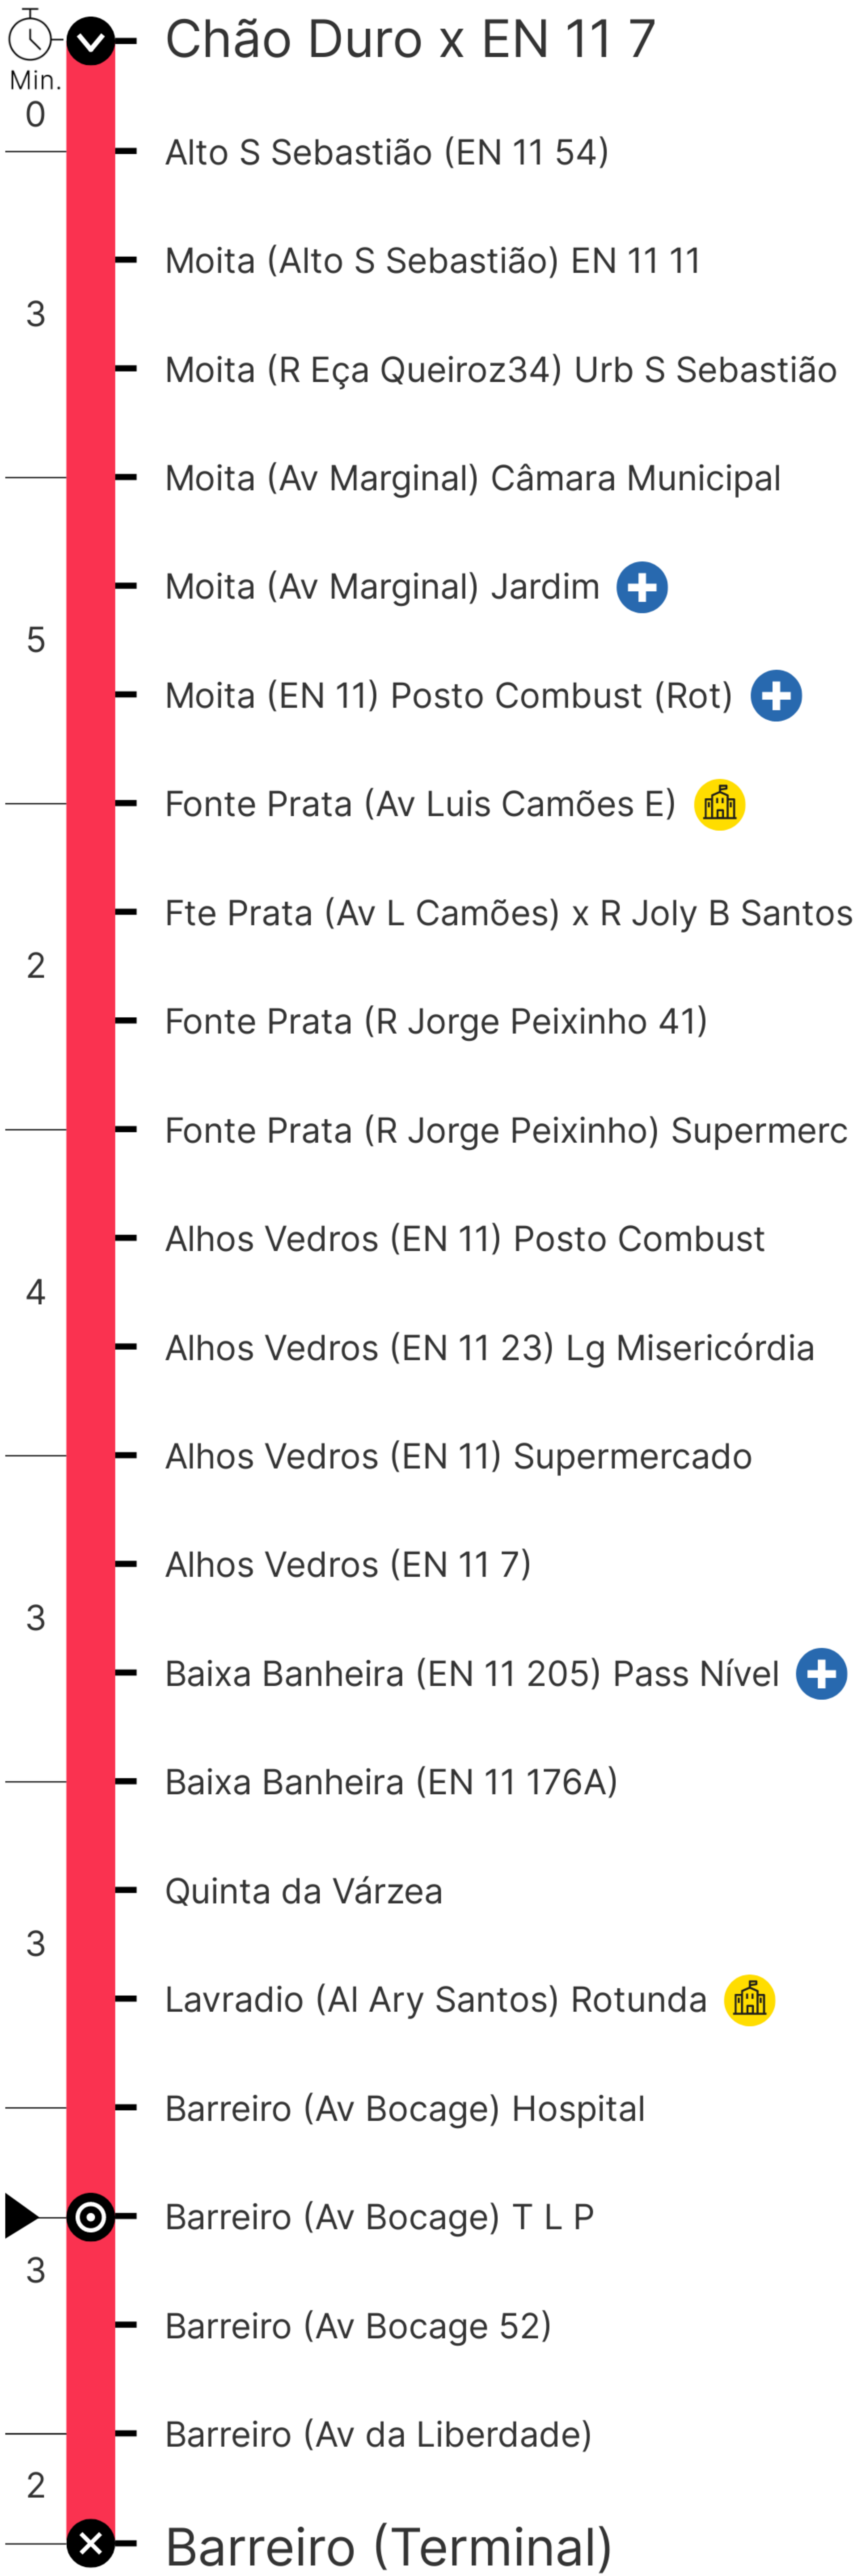 Chão Duro x EN 11 7
Min.
0
Alto S Sebastião (EN 11 54)
Moita (Alto S Sebastião) EN 11 11
3
Moita (R Eça Queiroz34) Urb S Sebastião
Moita (Av Marginal) Câmara Municipal
Moita (Av Marginal) Jardim
5
Moita (EN 11) Posto Combust (Rot)
Fonte Prata (Av Luis Camões E)
Fte Prata (Av L Camões) x R Joly B Santos
2
Fonte Prata (R Jorge Peixinho 41)
Fonte Prata (R Jorge Peixinho) Supermerc
Alhos Vedros (EN 11) Posto Combust
4
Alhos Vedros (EN 11 23) Lg Misericórdia
Alhos Vedros (EN 11) Supermercado
Alhos Vedros (EN 11 7)
3
Baixa Banheira (EN 11 205) Pass Nível
Baixa Banheira (EN 11 176A)
Quinta da Várzea
3
Lavradio (Al Ary Santos) Rotunda
Barreiro (Av Bocage) Hospital
Barreiro (Av Bocage) T L P
3
Barreiro (Av Bocage 52)
Barreiro (Av da Liberdade)
2
Barreiro (Terminal)